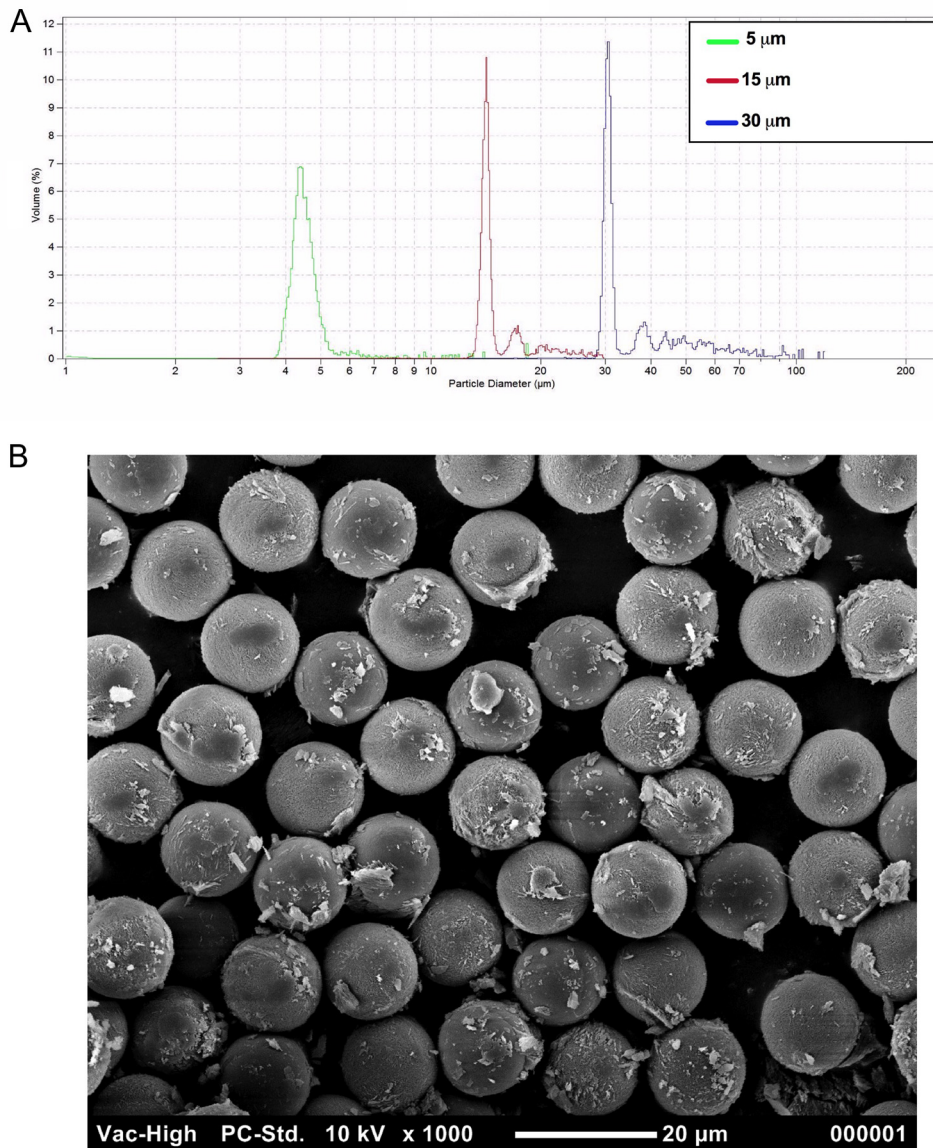 A
12
11
10
9
8
7
6
5
4
3
2
1
0
Volume (%)
5 μm
15 μm
30 μm
1 2 3 4 5 6 7 8 9 10 20 30 40 50 60 70 80 100 200
Particle Diameter (μm)
B
Vac-High PC-Std. 10 kV x 1000 20 μm 000001